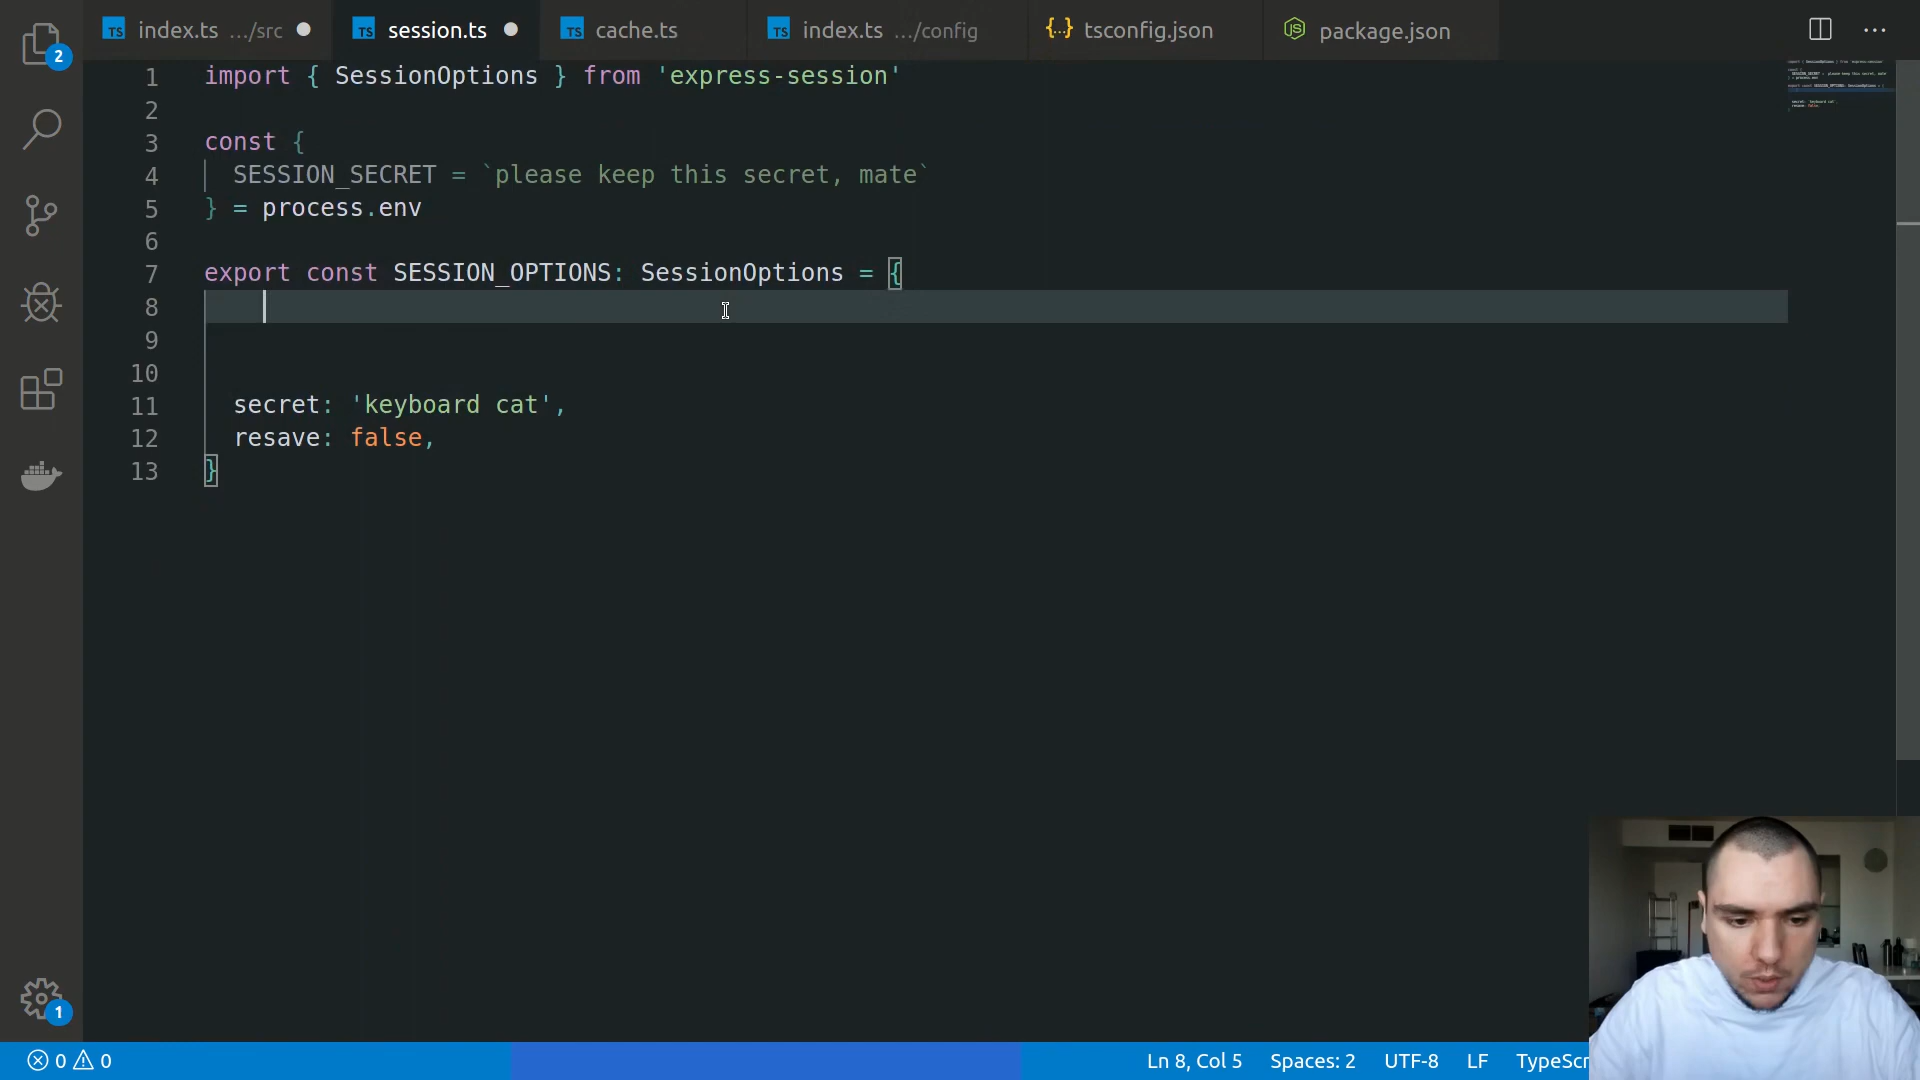 index.ts .../src
session.ts
cache.ts
index.ts .../config
tsconfig.json
package.json
2
1 import { SessionOptions } from 'express-session'
2
3 const {
4 SESSION_SECRET = `please keep this secret, mate`
5 } = process.env
6
7 export const SESSION_OPTIONS: SessionOptions = {
8
9
10
11 secret: 'keyboard cat',
12 resave: false,
13 }
1
0 0 Ln 8, Col 5 Spaces: 2 UTF-8 LF TypeScr